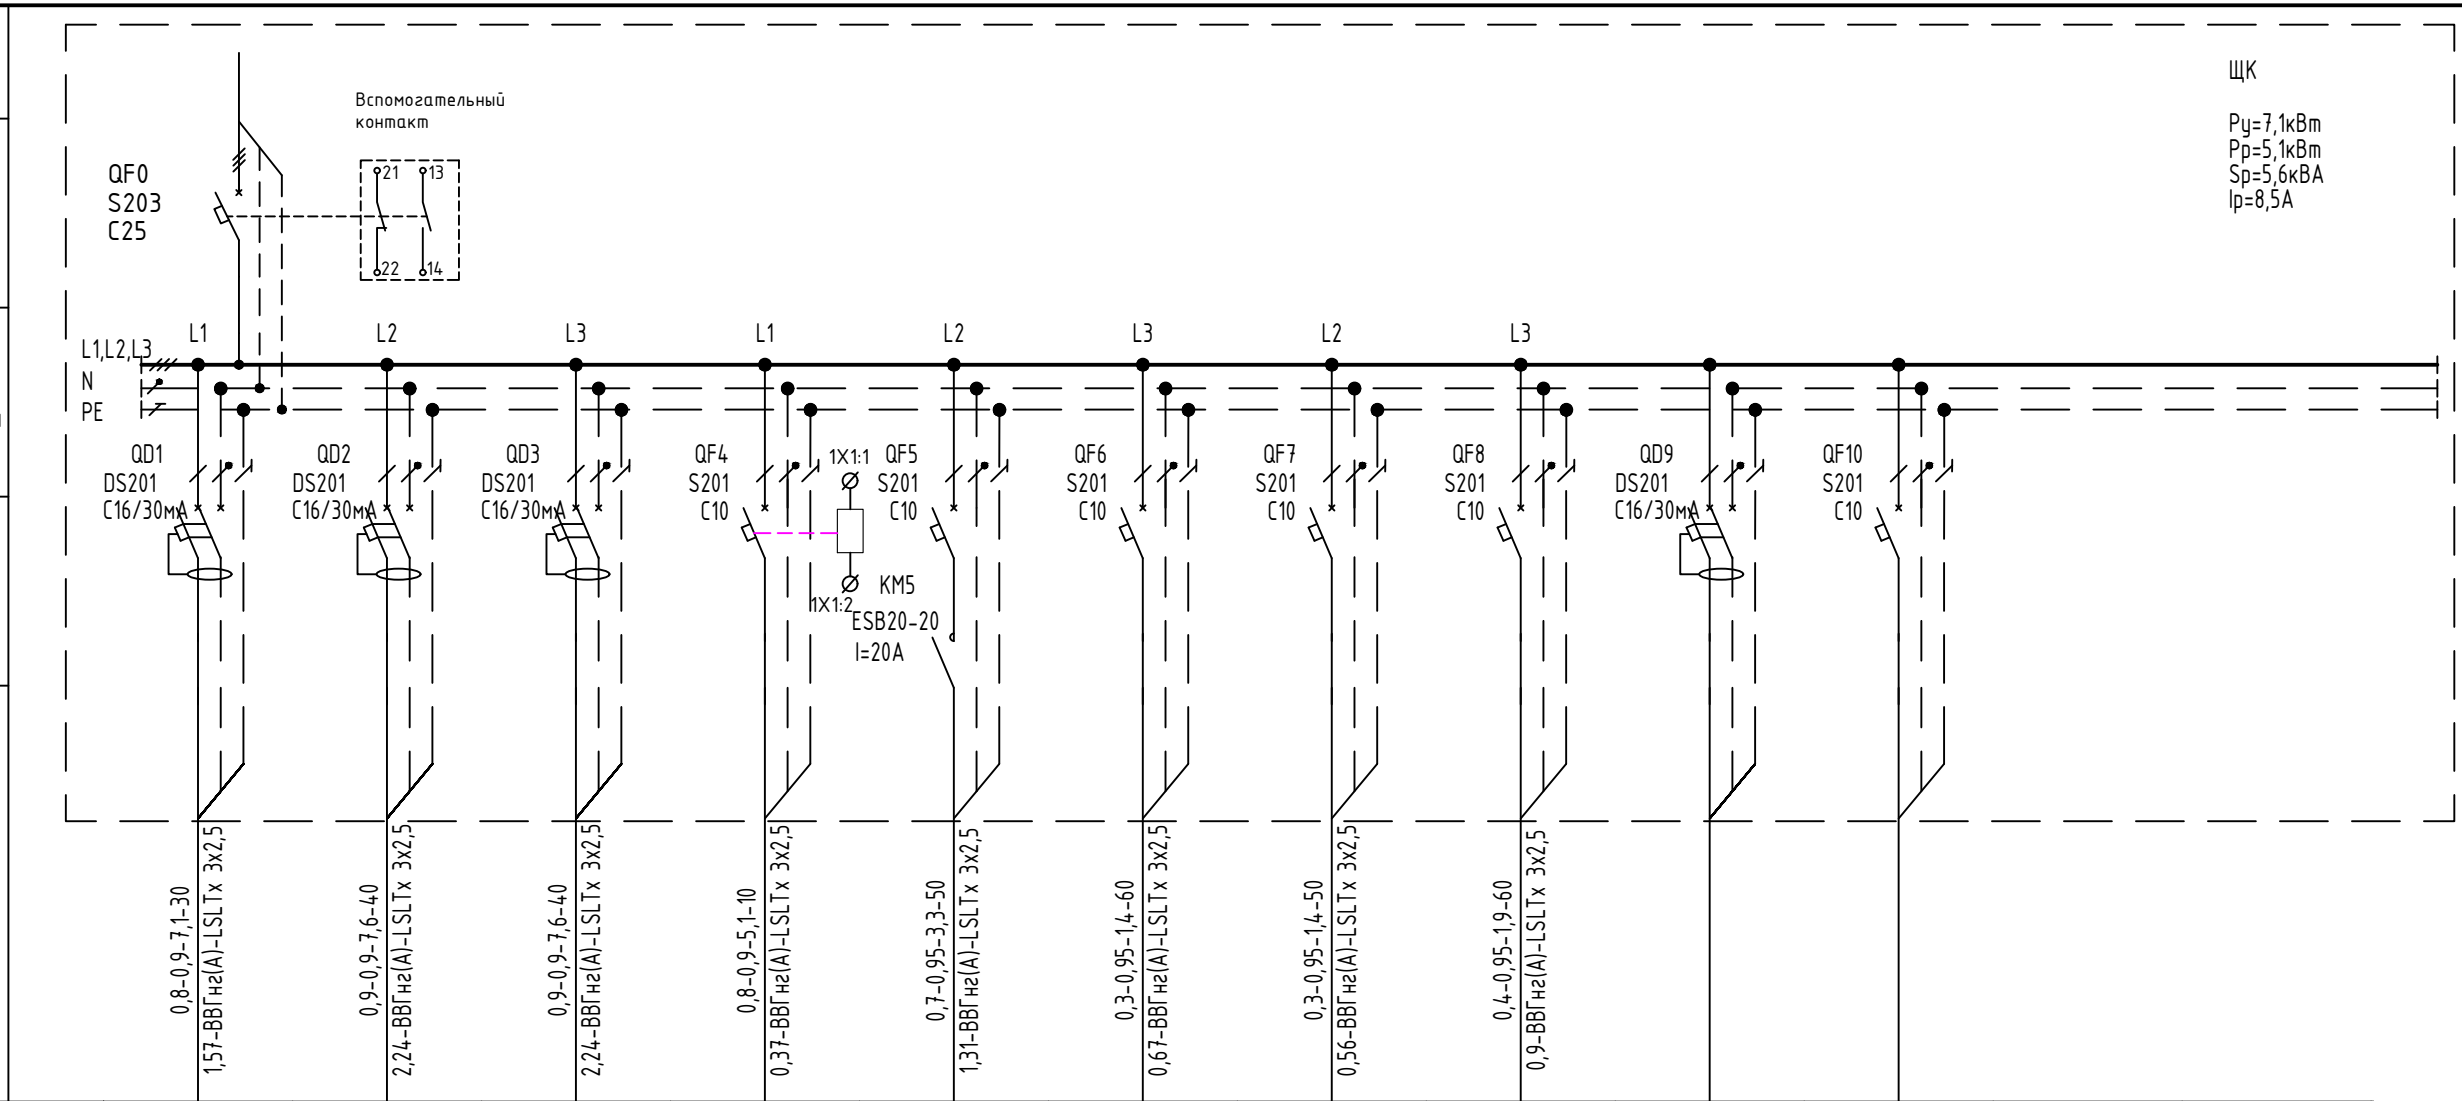 ЩК
Pу=7,1кВт
Pр=5,1кВт
Sр=5,6кВА
Iр=8,5А
Вспомогательный
контакт
QF0
S203
C25
21
13
22
14
L1
L2
L3
L1
L2
L3
L2
L3
L1,L2,L3
N
PE
QD1
DS201
C16/30мА
QD2
DS201
C16/30мА
QD3
DS201
C16/30мА
QF4
S201
C10
1X1:1
1X1:2
QF5
S201
C10
KM5
ESB20-20
I=20A
QF6
S201
C10
QF7
S201
C10
QF8
S201
C10
QD9
DS201
C16/30мА
QF10
S201
C10
0,8-0,9-7,1-30
1,57-ВВГнг(А)-LSLTx 3x2,5
0,9-0,9-7,6-40
2,24-ВВГнг(А)-LSLTx 3x2,5
0,9-0,9-7,6-40
2,24-ВВГнг(А)-LSLTx 3x2,5
0,8-0,9-5,1-10
0,37-ВВГнг(А)-LSLTx 3x2,5
0,7-0,95-3,3-50
1,31-ВВГнг(А)-LSLTx 3x2,5
0,3-0,95-1,4-60
0,67-ВВГнг(А)-LSLTx 3x2,5
0,3-0,95-1,4-50
0,56-ВВГнг(А)-LSLTx 3x2,5
0,4-0,95-1,9-60
0,9-ВВГнг(А)-LSLTx 3x2,5